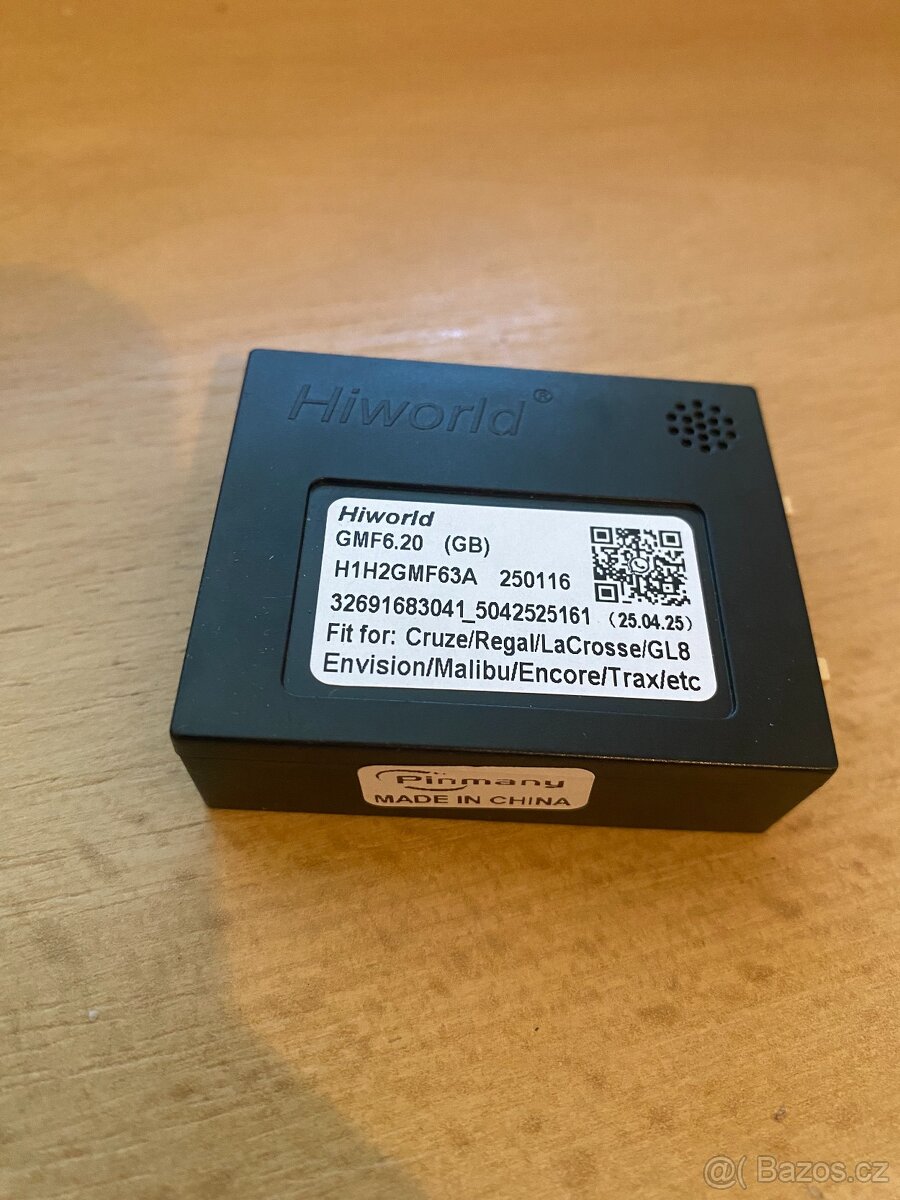 Hiworld®
Hiworld
GMF6.20 (GB)
H1H2GMF63A 250116
32691683041_5042525161 (25.04.25)
Fit for: Cruze/Regal/LaCrosse/GL8
Envision/Malibu/Encore/Trax/etc
Pinmany
MADE IN CHINA
@( Bazos.cz